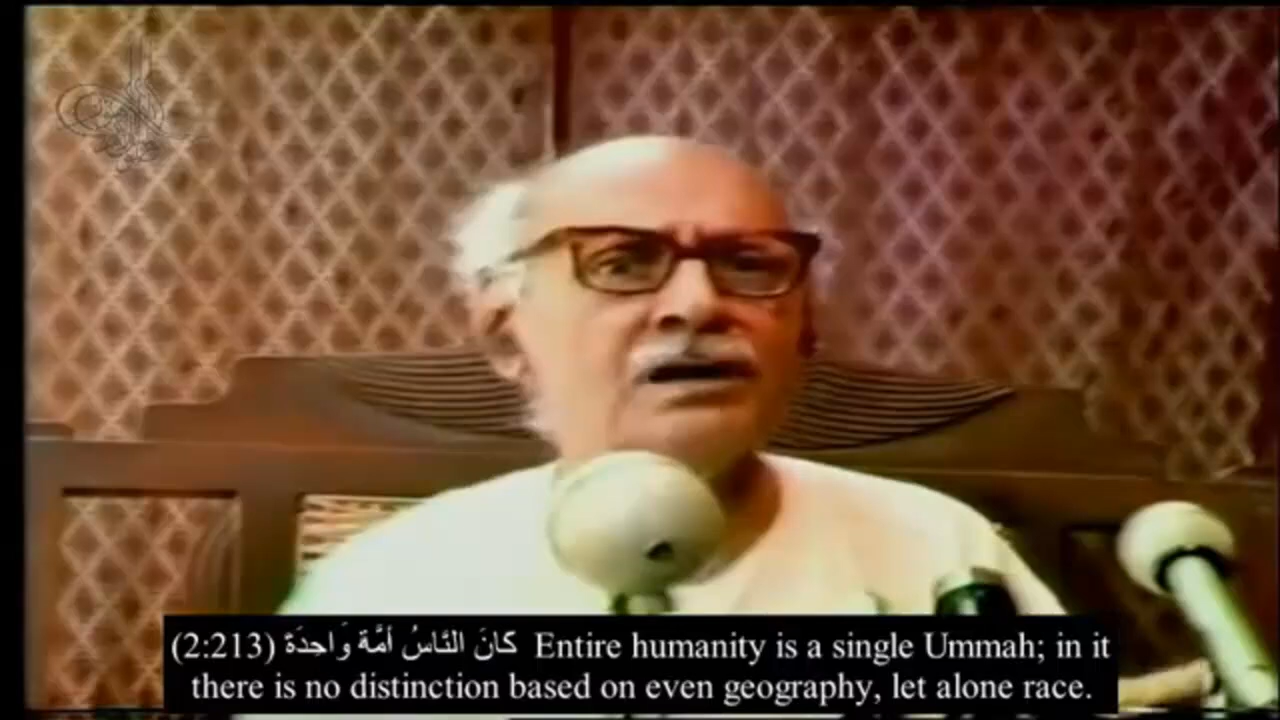 (2:213) كَانَ النَّاسُ أُمَّة وَاحِدَةً Entire humanity is a single Ummah; in it
there is no distinction based on even geography, let alone race.